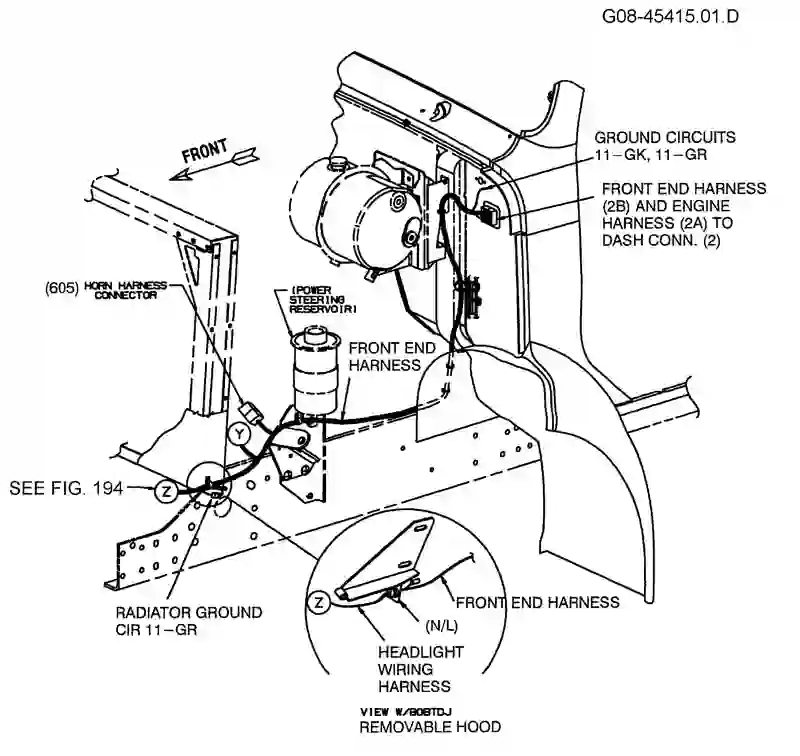 G08-45415.01.D
FRONT
GROUND CIRCUITS
11-GK, 11-GR
FRONT END HARNESS
(2B) AND ENGINE
HARNESS (2A) TO
DASH CONN. (2)
(605) HORN HARNESS
CONNECTOR
(POWER
STEERING
RESERVOIR)
FRONT END
HARNESS
Y
SEE FIG. 194
Z
RADIATOR GROUND
CIR 11-GR
Z
FRONT END HARNESS
(N/L)
HEADLIGHT
WIRING
HARNESS
VIEW W/808TDJ
REMOVABLE HOOD